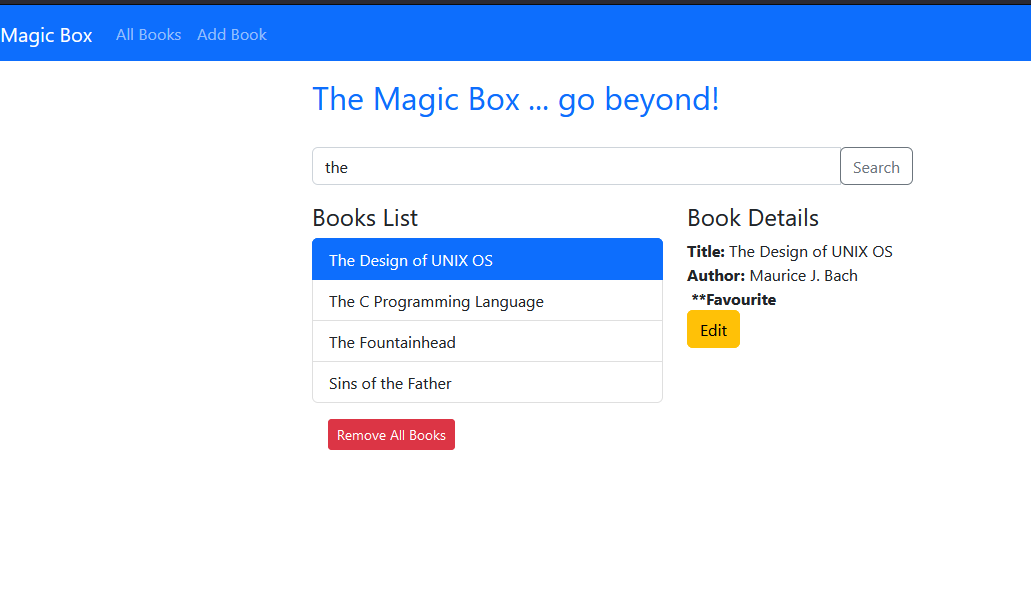 Magic Box All Books Add Book
The Magic Box ... go beyond!
the Search
Books List
The Design of UNIX OS
The C Programming Language
The Fountainhead
Sins of the Father
Remove All Books
Book Details
Title: The Design of UNIX OS
Author: Maurice J. Bach
**Favourite
Edit